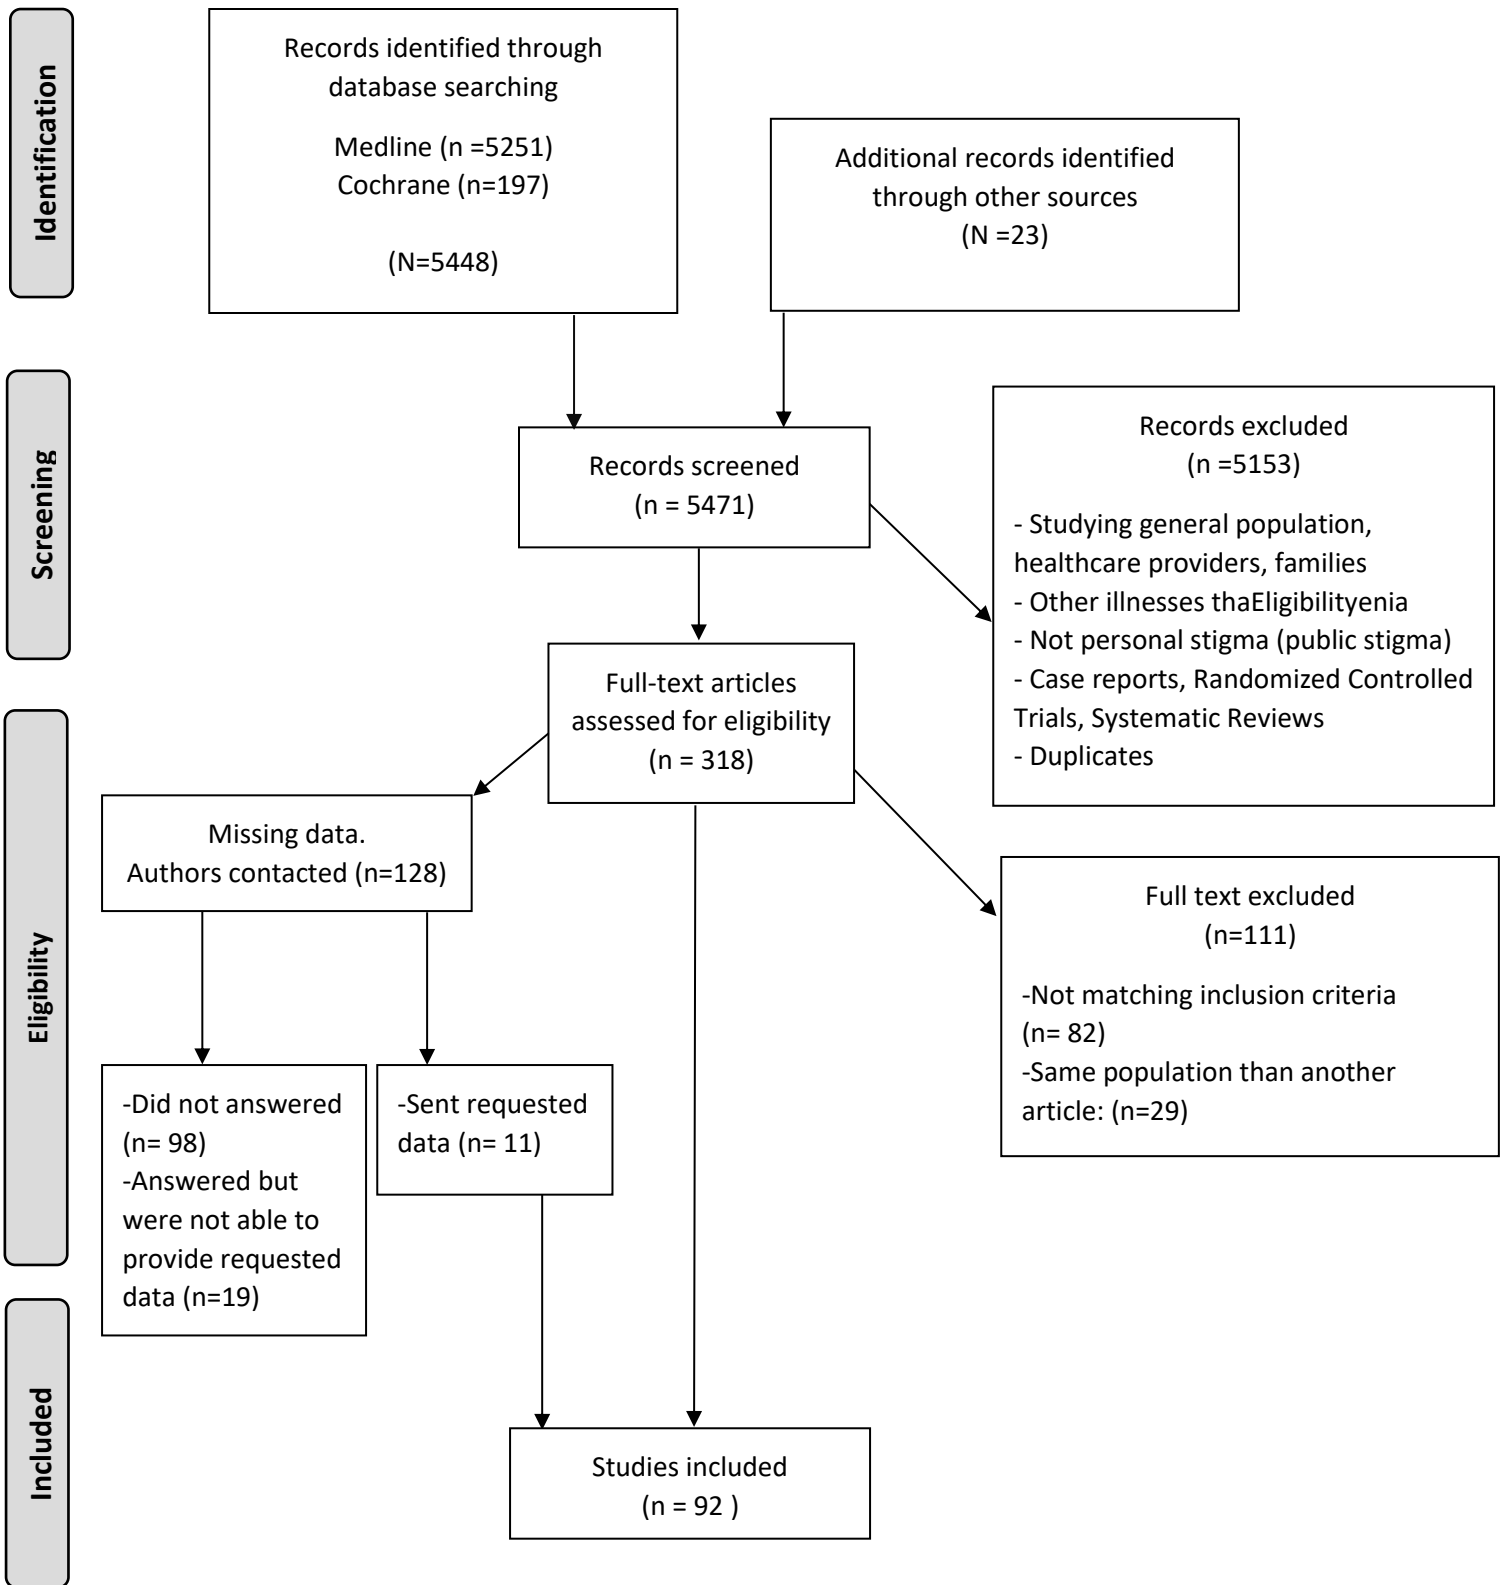 Identification
Records identified through
database searching
Medline (n =5251)
Cochrane (n=197)
(N=5448)
Additional records identified
through other sources
(N =23)
Screening
Records screened
(n = 5471)
Records excluded
(n =5153)
- Studying general population,
healthcare providers, families
- Other illnesses thaEligibilityenia
- Not personal stigma (public stigma)
- Case reports, Randomized Controlled
Trials, Systematic Reviews
- Duplicates
Full-text articles
assessed for eligibility
(n = 318)
Eligibility
Missing data.
Authors contacted (n=128)
Full text excluded
(n=111)
-Not matching inclusion criteria
(n= 82)
-Same population than another
article: (n=29)
-Did not answered
(n= 98)
-Answered but
were not able to
provide requested
data (n=19)
-Sent requested
data (n= 11)
Included
Studies included
(n = 92 )